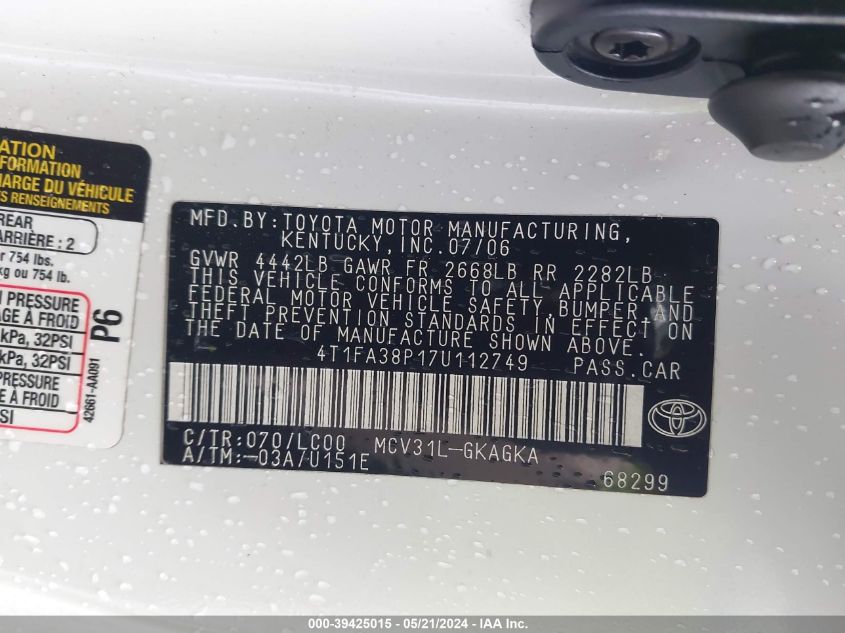 ATION
FORMATION
HARGE DU VÉHICULE
ES RENSEIGNEMENTS
REAR
ARRIÈRE : 2
r 754 lbs.
kg ou 754 lb.
PRESSURE
AGE À FROID
kPa, 32PSI
kPa, 32PSI
PRESSURE
E À FROID
SI
P6
42661-AA091
MFD.BY:TOYOTA MOTOR MANUFACTURING,
KENTUCKY,INC.07/06
GVWR 4442LB GAWR FR 2668LB RR 2282LB
THIS VEHICLE CONFORMS TO ALL APPLICABLE
FEDERAL MOTOR VEHICLE SAFETY,BUMPER,AND
THEFT PREVENTION STANDARDS IN EFFECT ON
THE DATE OF MANUFACTURE SHOWN ABOVE.
4T1FA38P17U112749 PASS.CAR
C/TR:070/LC00 MCV31L-GKAGKA
A/TM:-03A/U151E
68299
000-39425015 - 05/21/2024 - IAA Inc.